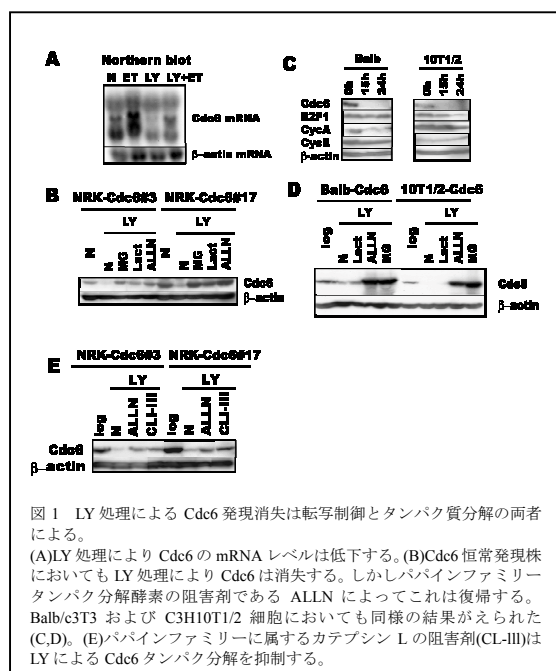 A
Northern blot
N ET LY LY+ET
Cdc6 mRNA
β-actin mRNA
C
Balb 10T1/2
0h 15h 24h 0h 15h 24h
Cdc6
E2F1
CycA
CycE
β-actin
B
NRK-Cdc6#3 NRK-Cdc6#17
LY LY
N N MG Lact ALLN N N MG Lact ALLN
Cdc6
β-actin
D
Balb-Cdc6 10T1/2-Cdc6
LY LY
log N Lact ALLN MG log N Lact ALLN MG
Cdc6
β-actin
E
NRK-Cdc6#3 NRK-Cdc6#17
LY LY
log N ALLN CLI-III log N ALLN CLI-III
Cdc6
β-actin
図 1 LY 処理による Cdc6 発現消失は転写制御とタンパク質分解の両者
による。
(A)LY 処理により Cdc6 の mRNA レベルは低下する。(B)Cdc6 恒常発現株
においても LY 処理により Cdc6 は消失する。しかしパパインファミリー
タンパク分解酵素の阻害剤である ALLN によってこれは復帰する。
Balb/c3T3 および C3H10T1/2 細胞においても同様の結果がえられた
(C,D)。(E)パパインファミリーに属するカテプシン L の阻害剤(CL-III)は
LY による Cdc6 タンパク分解を抑制する。